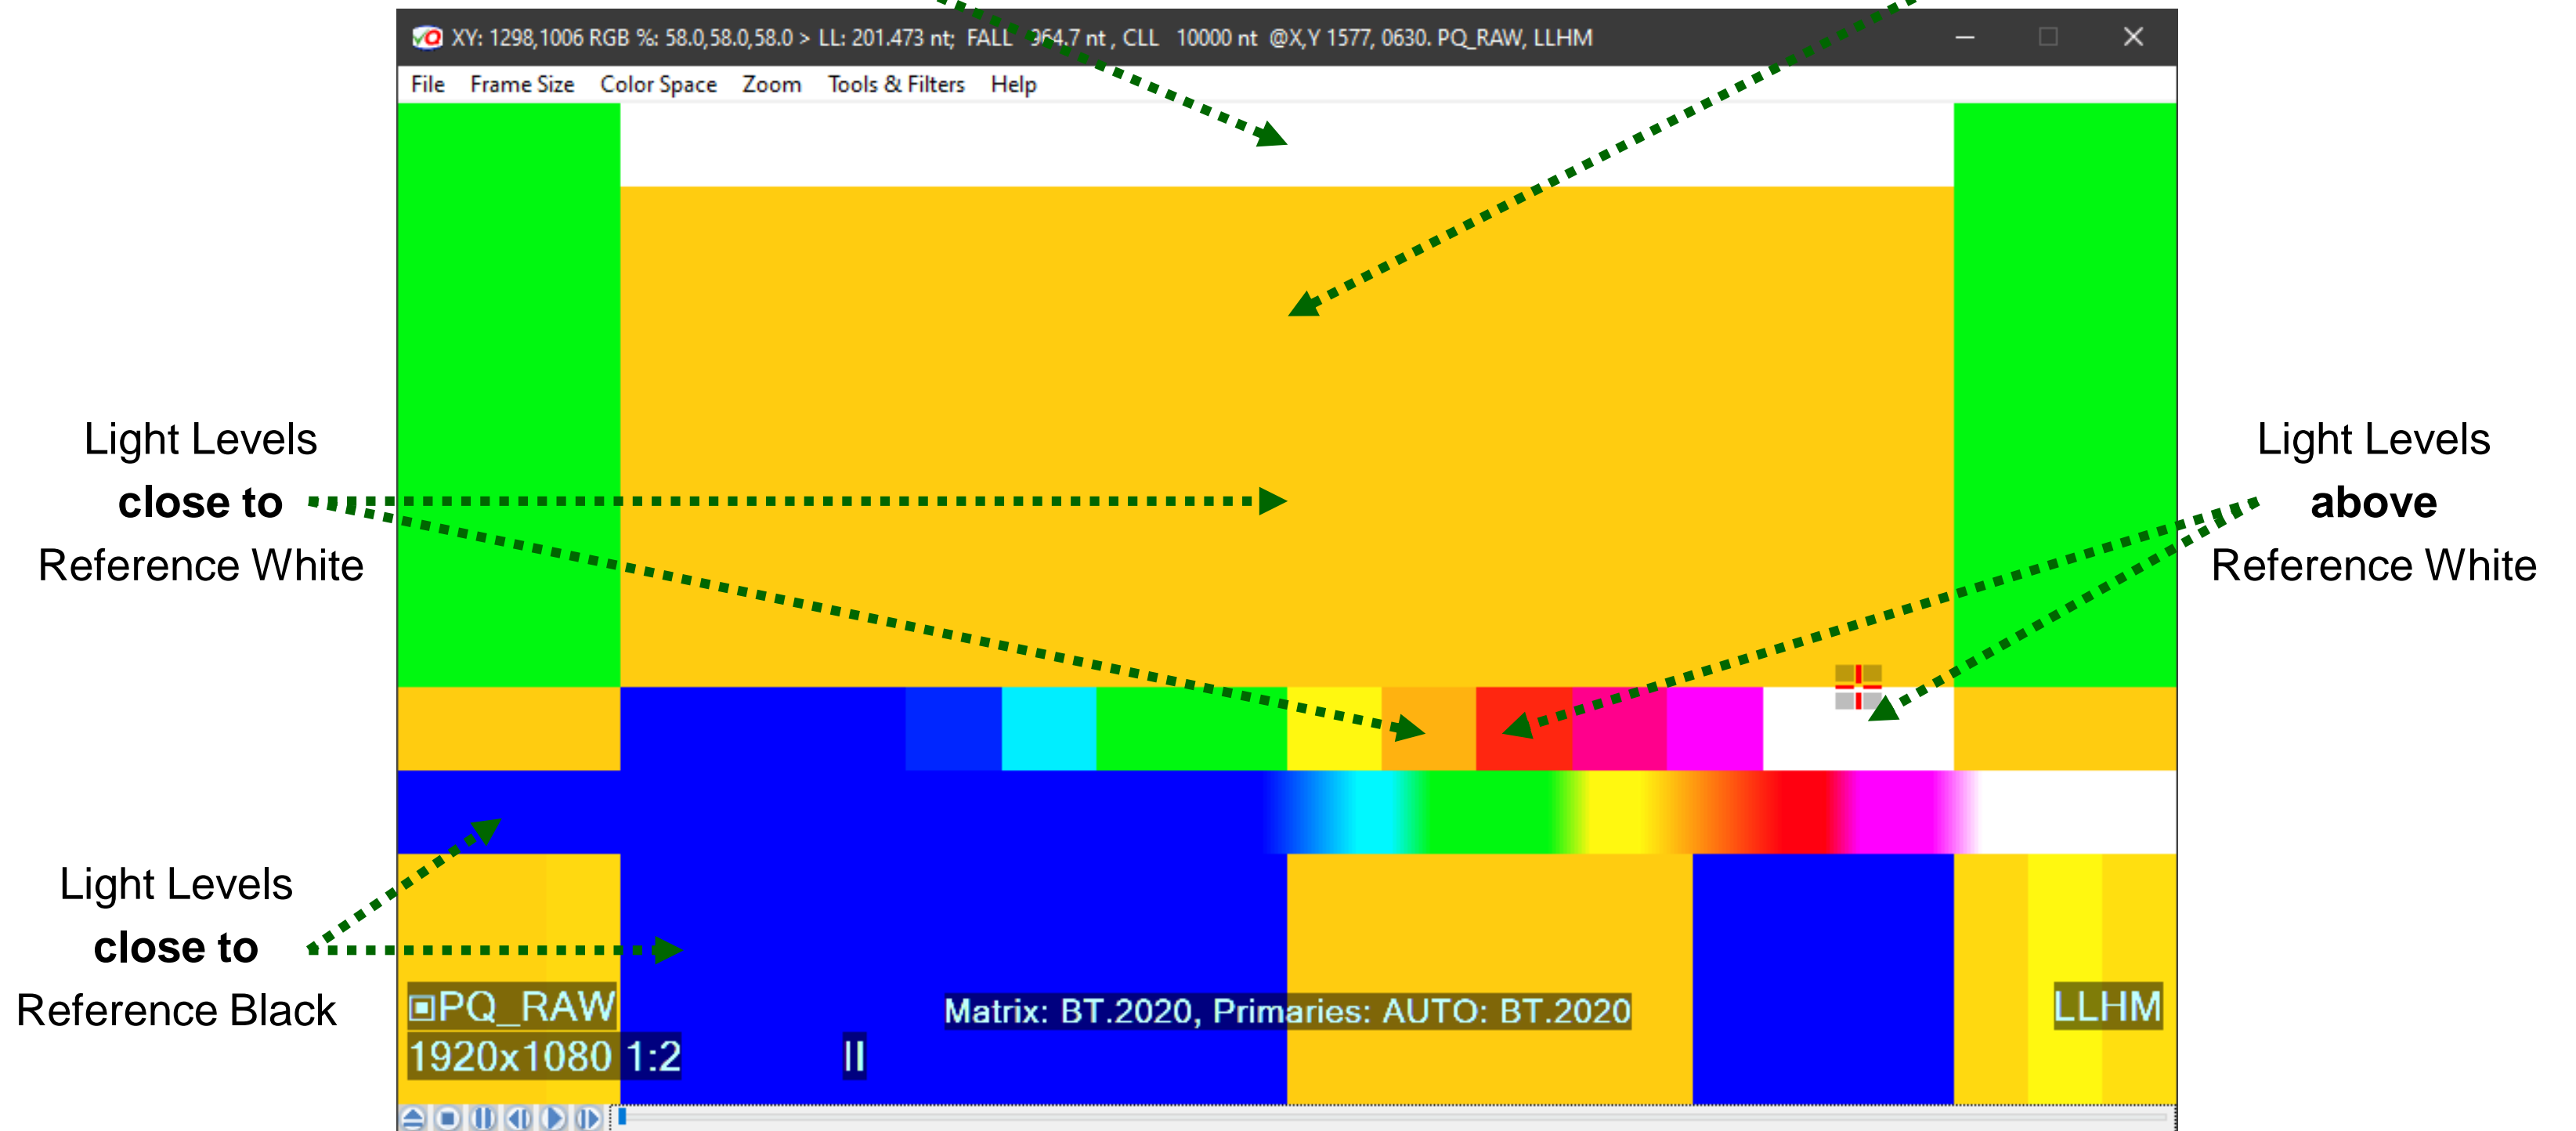 XY: 1298,1006 RGB %: 58.0,58.0,58.0 > LL: 201.473 nt; FALL 964.7 nt , CLL 10000 nt @X,Y 1577, 0630. PQ_RAW, LLHM
File Frame Size Color Space Zoom Tools & Filters Help
Light Levels
close to
Reference White
Light Levels
above
Reference White
Light Levels
close to
Reference Black
PQ_RAW
Matrix: BT.2020, Primaries: AUTO: BT.2020
LLHM
1920x1080 1:2